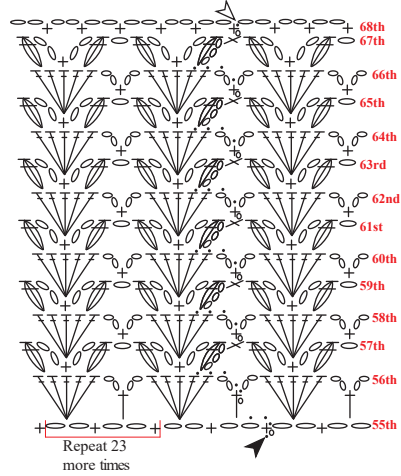 68th
67th
66th
65th
64th
63rd
62nd
61st
60th
59th
58th
57th
56th
55th
Repeat 23
more times